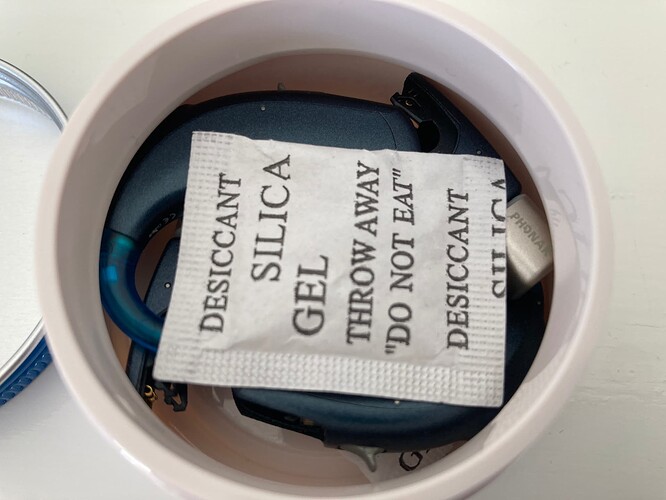 DESICCANT
SILICA
GEL
THROW AWAY
"DO NOT EAT"
DESICCANT
SILICA
PHONAK